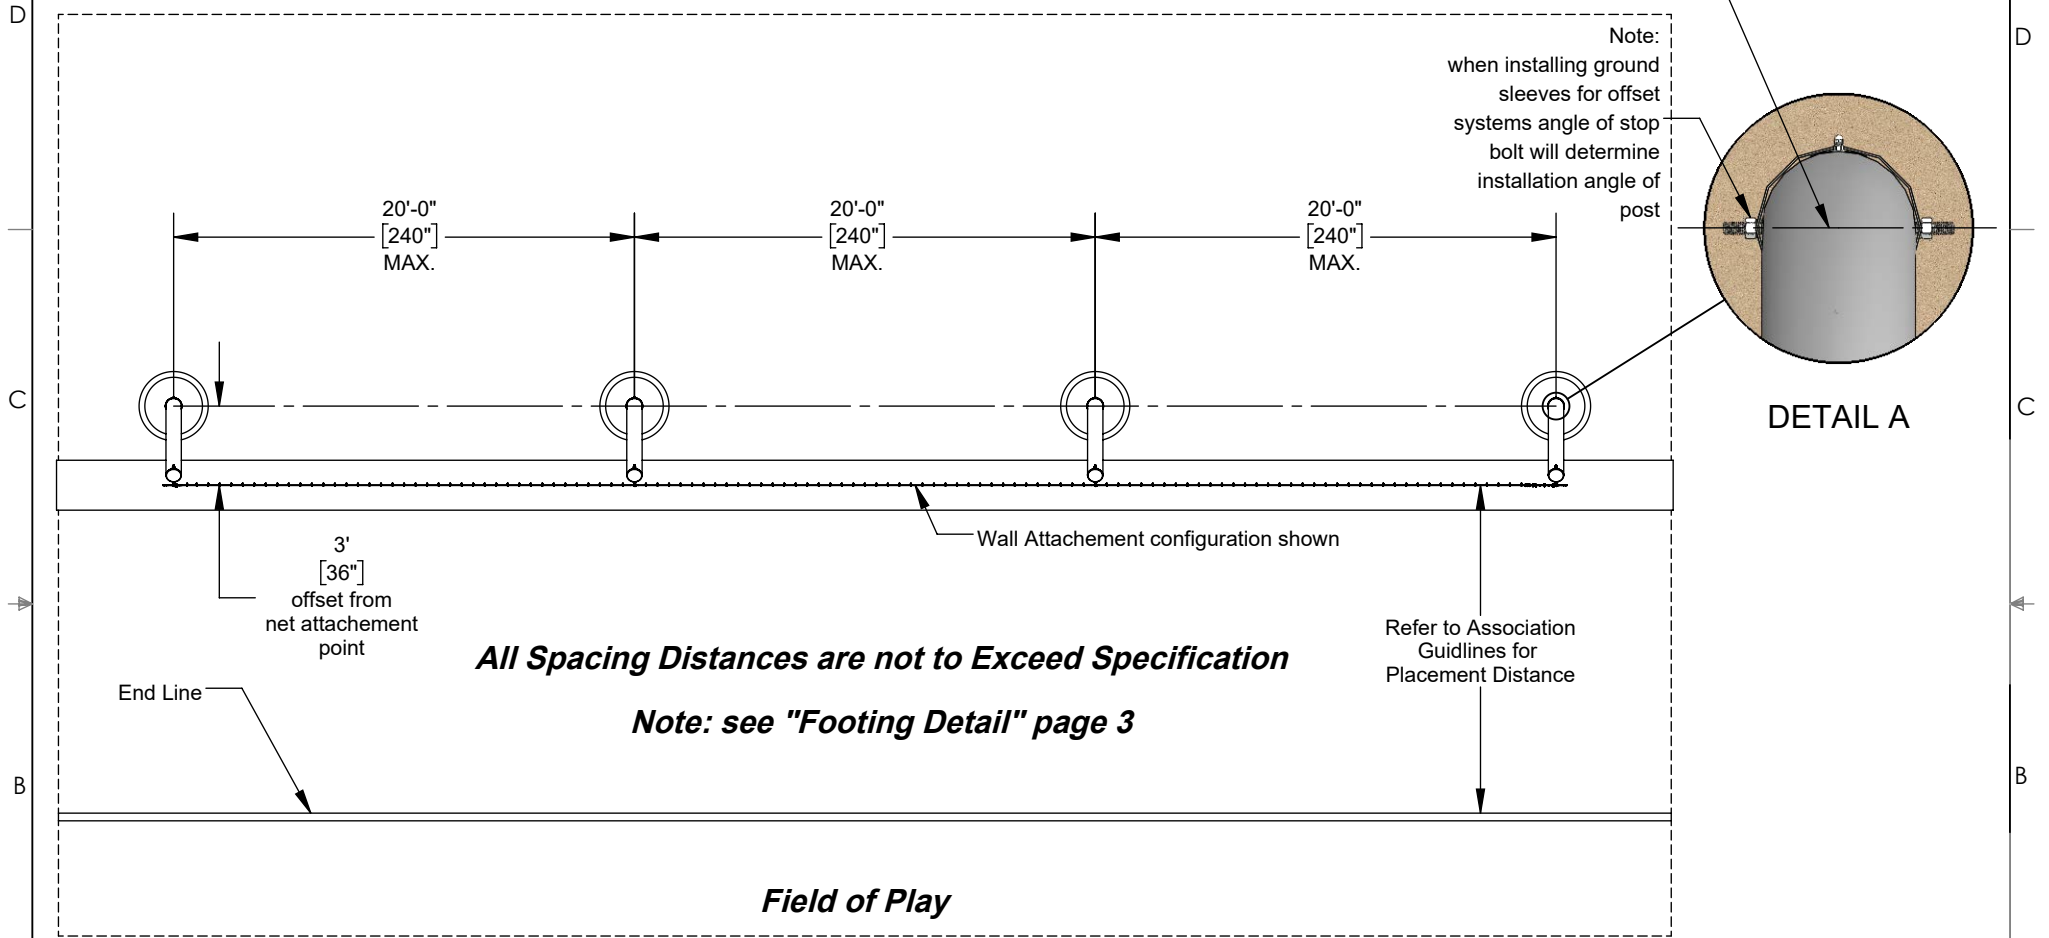 D
D
Note:
when installing ground
sleeves for offset
systems angle of stop
bolt will determine
installation angle of
post
20'-0"
[240"]
MAX.
20'-0"
[240"]
MAX.
20'-0"
[240"]
MAX.
C
C
DETAIL A
Wall Attachement configuration shown
3'
[36"]
offset from
net attachement
point
Refer to Association
Guidlines for
Placement Distance
All Spacing Distances are not to Exceed Specification
End Line
Note: see "Footing Detail" page 3
B
B
Field of Play